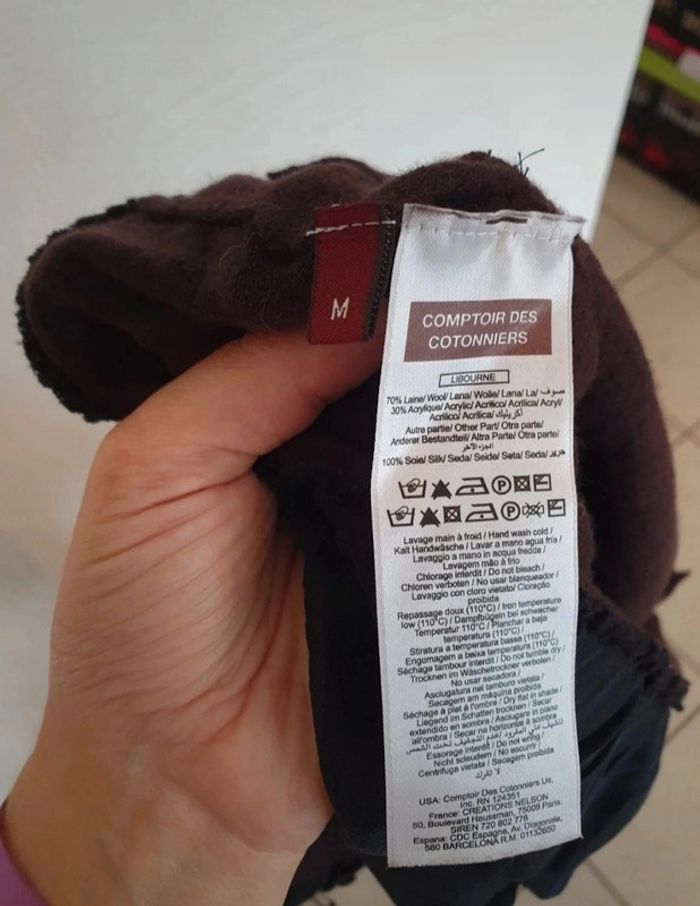 M
COMPTOIR DES
COTONNIERS
LIBOURNE
70% Laine/ Wool/ Lana/ Wolle/ Lana/ La/ صوف
30% Acrylique/ Acrylic/ Acrílico/ Acrilica/ Acryl/
Acrilico/ Acrílica/ أكريليك
Autre partie/ Other Part/ Otra parte/
Anderer Bestandteil/ Altra Parte/ Otra parte/
الجزء الآخر
100% Soie/ Silk/ Seda/ Seide/ Seta/ Seda/ حرير
P
P
Lavage main à froid / Hand wash cold /
Kalt Handwäsche / Lavar a mano agua fria /
Lavaggio a mano in acqua fredda /
Lavagem mão à frio
Chlorage interdit / Do not bleach /
Chloren verboten / No usar blanqueador /
Lavaggio con cloro vietato/ Cloração
proibida
Repassage doux (110°C) / Iron temperature
low (110°C) / Dampfbügeln bei schwacher
Temperatur 110°C / Planchar a baja
temperatura (110°C) /
Stiratura a temperatura bassa (110°C)/
Engomagem a baixa temperatura (110°C)
Séchage tambour interdit / Do not tumble dry /
Trocknen im Wäschetrockner verboten /
No usar secadora /
Asciugatura nel tamburo vietata /
Secagem am máquina proibida
Séchage à plat à l'ombre / Dry flat in shade /
Liegend im Schatten trocknen / Secar
extendido en sombra / Asciugare in piano
all'ombra / Secar na horizontal à sombra
Essorage interdit / Do not wring /
Nicht schleudern / No escurrir /
Centrifuga vietata / Secagem proibida
USA: Comptoir Des Cotonniers Us,
Inc. RN 124351
France: CREATIONS NELSON
50, Boulevard Haussman, 75009 Paris.
SIREN 720 802 776
Espana: CDC Espagne, Av. Diagonale,
580 BARCELONA R.M. 01132650